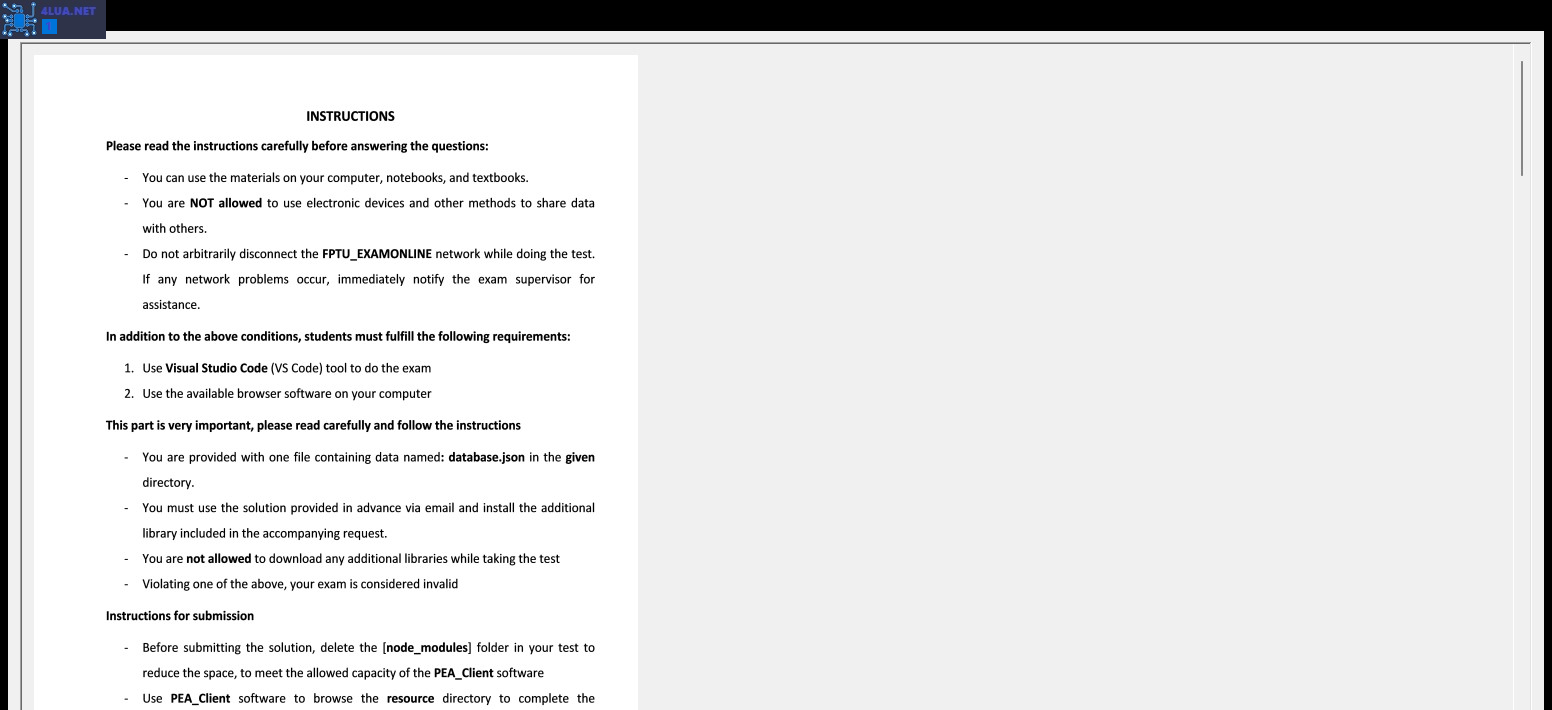 4LUA.NET
INSTRUCTIONS
Please read the instructions carefully before answering the questions:
- You can use the materials on your computer, notebooks, and textbooks.
- You are NOT allowed to use electronic devices and other methods to share data
with others.
- Do not arbitrarily disconnect the FPTU_EXAMONLINE network while doing the test.
If any network problems occur, immediately notify the exam supervisor for
assistance.
In addition to the above conditions, students must fulfill the following requirements:
1. Use Visual Studio Code (VS Code) tool to do the exam
2. Use the available browser software on your computer
This part is very important, please read carefully and follow the instructions
- You are provided with one file containing data named: database.json in the given
directory.
- You must use the solution provided in advance via email and install the additional
library included in the accompanying request.
- You are not allowed to download any additional libraries while taking the test
- Violating one of the above, your exam is considered invalid
Instructions for submission
- Before submitting the solution, delete the [node_modules] folder in your test to
reduce the space, to meet the allowed capacity of the PEA_Client software
- Use PEA_Client software to browse the resource directory to complete the